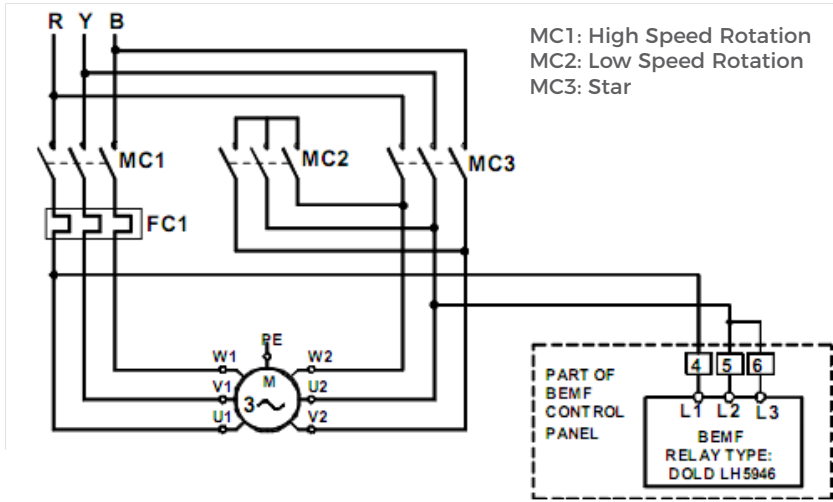 R Y B
MC1: High Speed Rotation
MC2: Low Speed Rotation
MC3: Star
MC1
MC2
MC3
FC1
PE
W1
W2
M
V1
3
U2
U1
V2
4
5
6
PART OF
BEMF
CONTROL
PANEL
L1 L2 L3
BEMF
RELAY TYPE:
DOLD LH5946